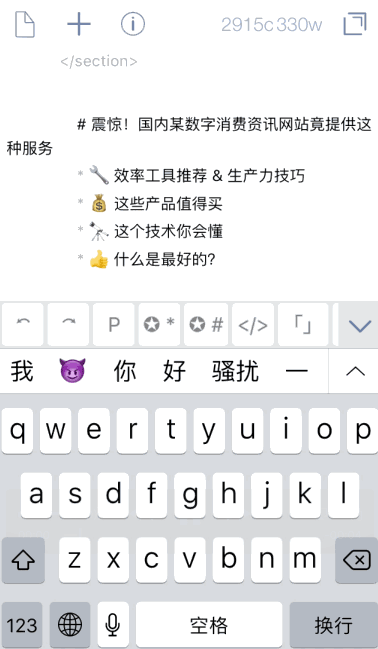 2915c330w
</section>
# 震惊！国内某数字消费资讯网站竟提供这
种服务
* 🔧 效率工具推荐 & 生产力技巧
* 💰 这些产品值得买
* 🔭 这个技术你会懂
* 👍 什么是最好的?
P ✪ * ✪ # </> 「」
我 😈 你 好 骚扰 一
q w e r t y u i o p
a s d f g h j k l
z x c v b n m
123 空格 换行